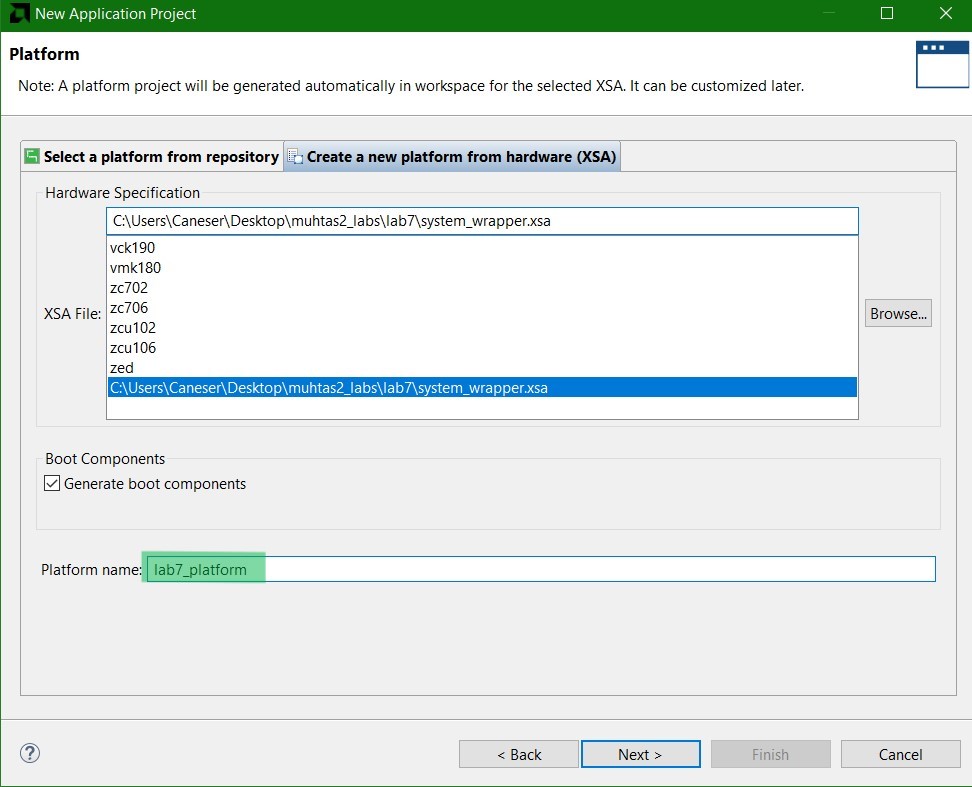 New Application Project
Platform
Note: A platform project will be generated automatically in workspace for the selected XSA. It can be customized later.
Select a platform from repository
Create a new platform from hardware (XSA)
Hardware Specification
C:\Users\Caneser\Desktop\muhtas2_labs\lab7\system_wrapper.xsa
vck190
vmk180
zc702
zc706
XSA File:
Browse...
zcu102
zcu106
zed
C:\Users\Caneser\Desktop\muhtas2_labs\lab7\system_wrapper.xsa
Boot Components
Generate boot components
Platform name: lab7_platform
?
< Back
Next >
Finish
Cancel